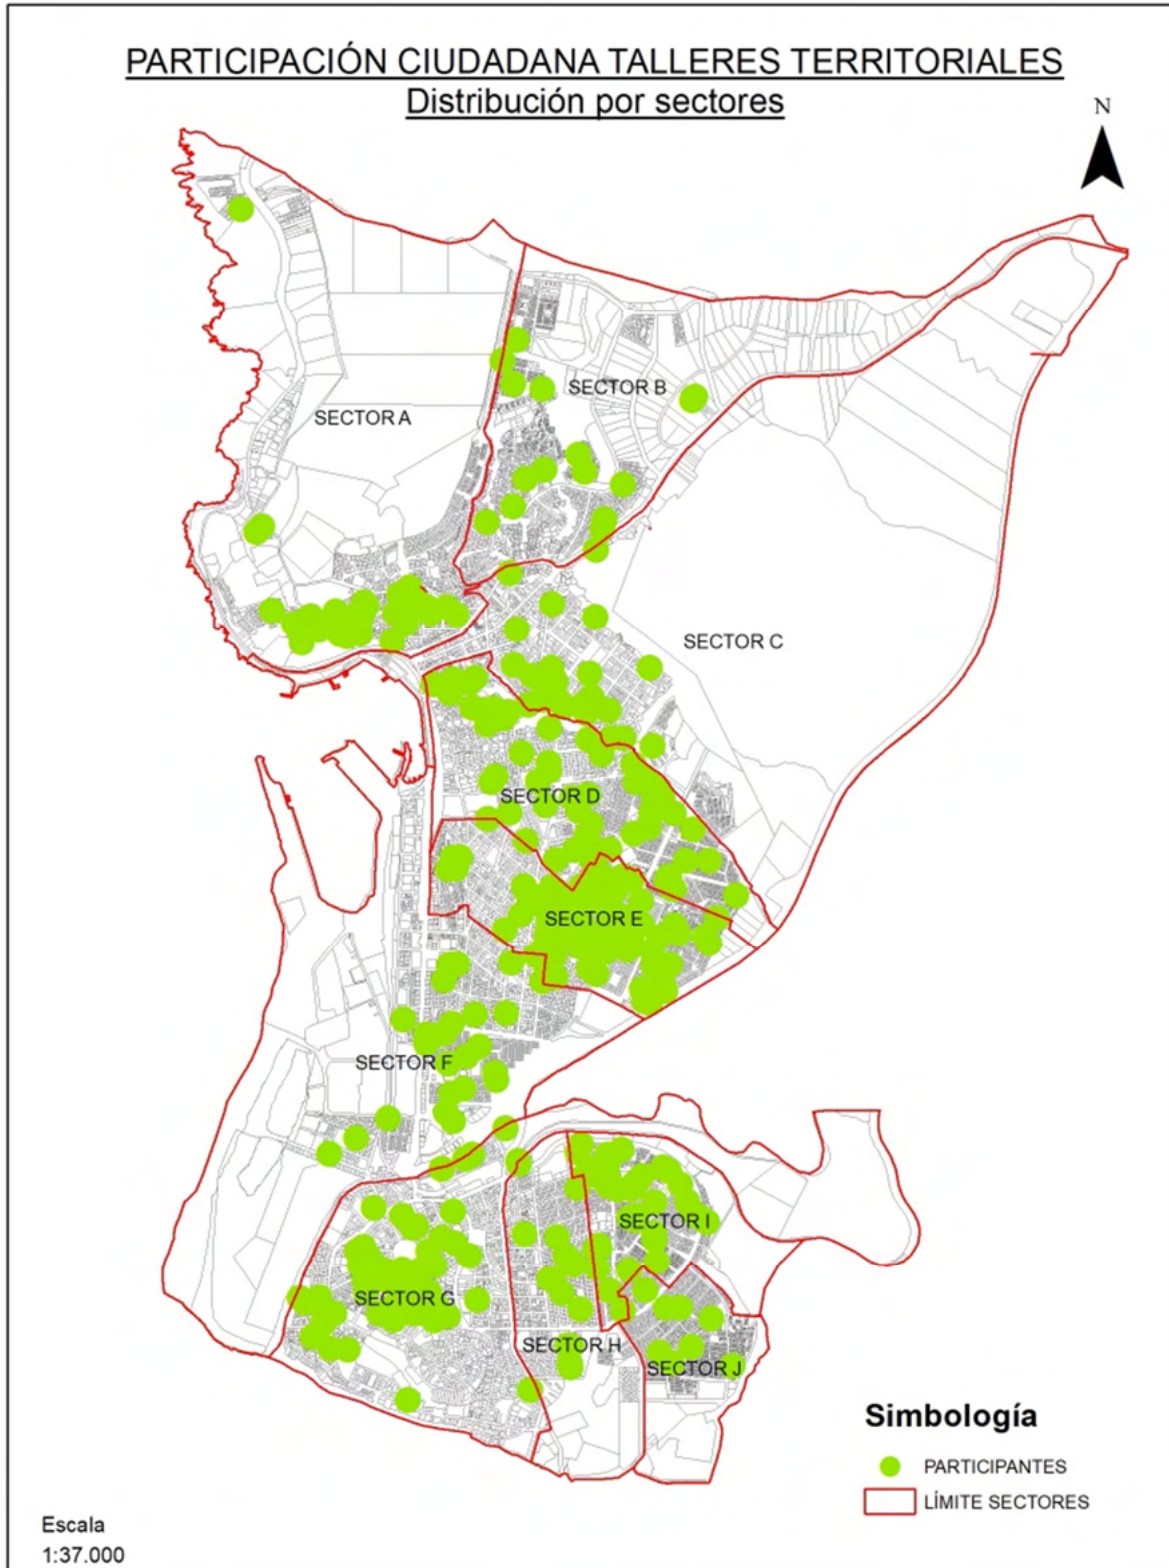 PARTICIPACIÓN CIUDADANA TALLERES TERRITORIALES
Distribución por sectores
N
SECTOR B
SECTOR A
SECTOR C
SECTOR D
SECTOR E
SECTOR F
SECTOR I
SECTOR G
SECTOR H
SECTOR J
Simbología
PARTICIPANTES
LÍMITE SECTORES
Escala
1:37.000